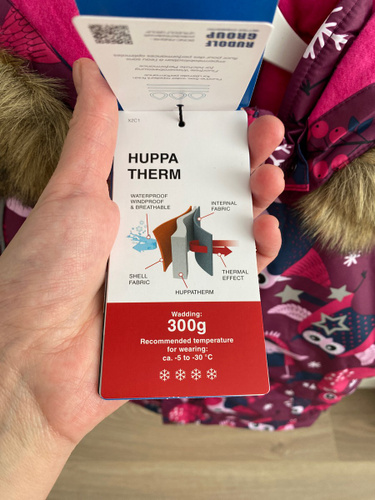 RUDOLF
GROUP
HUPPA
THERM
WATERPROOF
WINDPROOF
& BREATHABLE
INTERNAL
FABRIC
SHELL
FABRIC
THERMAL
EFFECT
HUPPATHERM
Wadding:
300g
Recommended temperature
for wearing:
ca. -5 to -30 °C